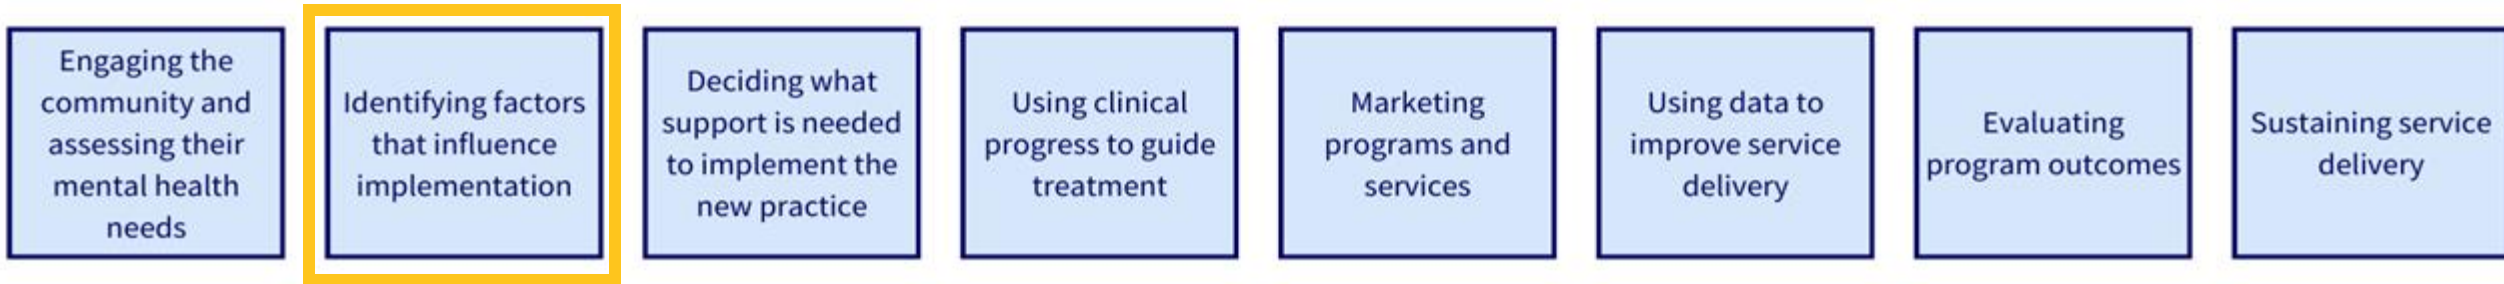 Engaging the
community and
assessing their
mental health
needs
Identifying factors
that influence
implementation
Deciding what
support is needed
to implement the
new practice
Using clinical
progress to guide
treatment
Marketing
programs and
services
Using data to
improve service
delivery
Evaluating
program outcomes
Sustaining service
delivery